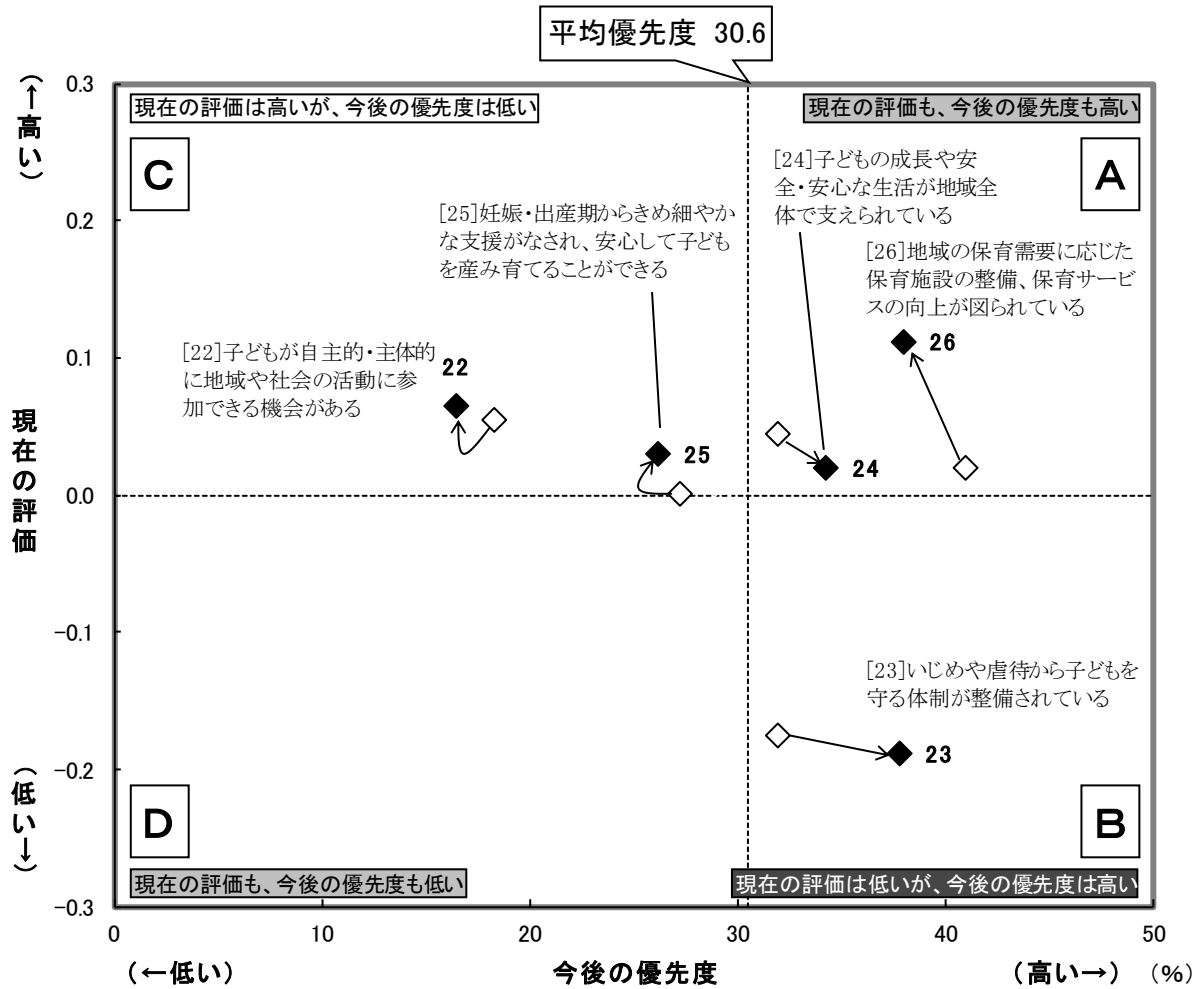 平均優先度 30.6
(←高い)
現在の評価
(低い→)
0.3
0.2
0.1
0.0
-0.1
-0.2
-0.3
現在の評価は高いが、今後の優先度は低い
現在の評価も、今後の優先度も高い
C
A
[24]子どもの成長や安
全・安心な生活が地域全
体で支えられている
[25]妊娠・出産期からきめ細やか
な支援がなされ、安心して子ども
を産み育てることができる
[26]地域の保育需要に応じた
保育施設の整備、保育サービ
スの向上が図られている
[22]子どもが自主的・主体的
に地域や社会の活動に参
加できる機会がある
22
26
25
24
[23]いじめや虐待から子どもを
守る体制が整備されている
23
D
B
現在の評価も、今後の優先度も低い
現在の評価は低いが、今後の優先度は高い
0
10
20
30
40
50
(←低い)
今後の優先度
(高い→)
(%)